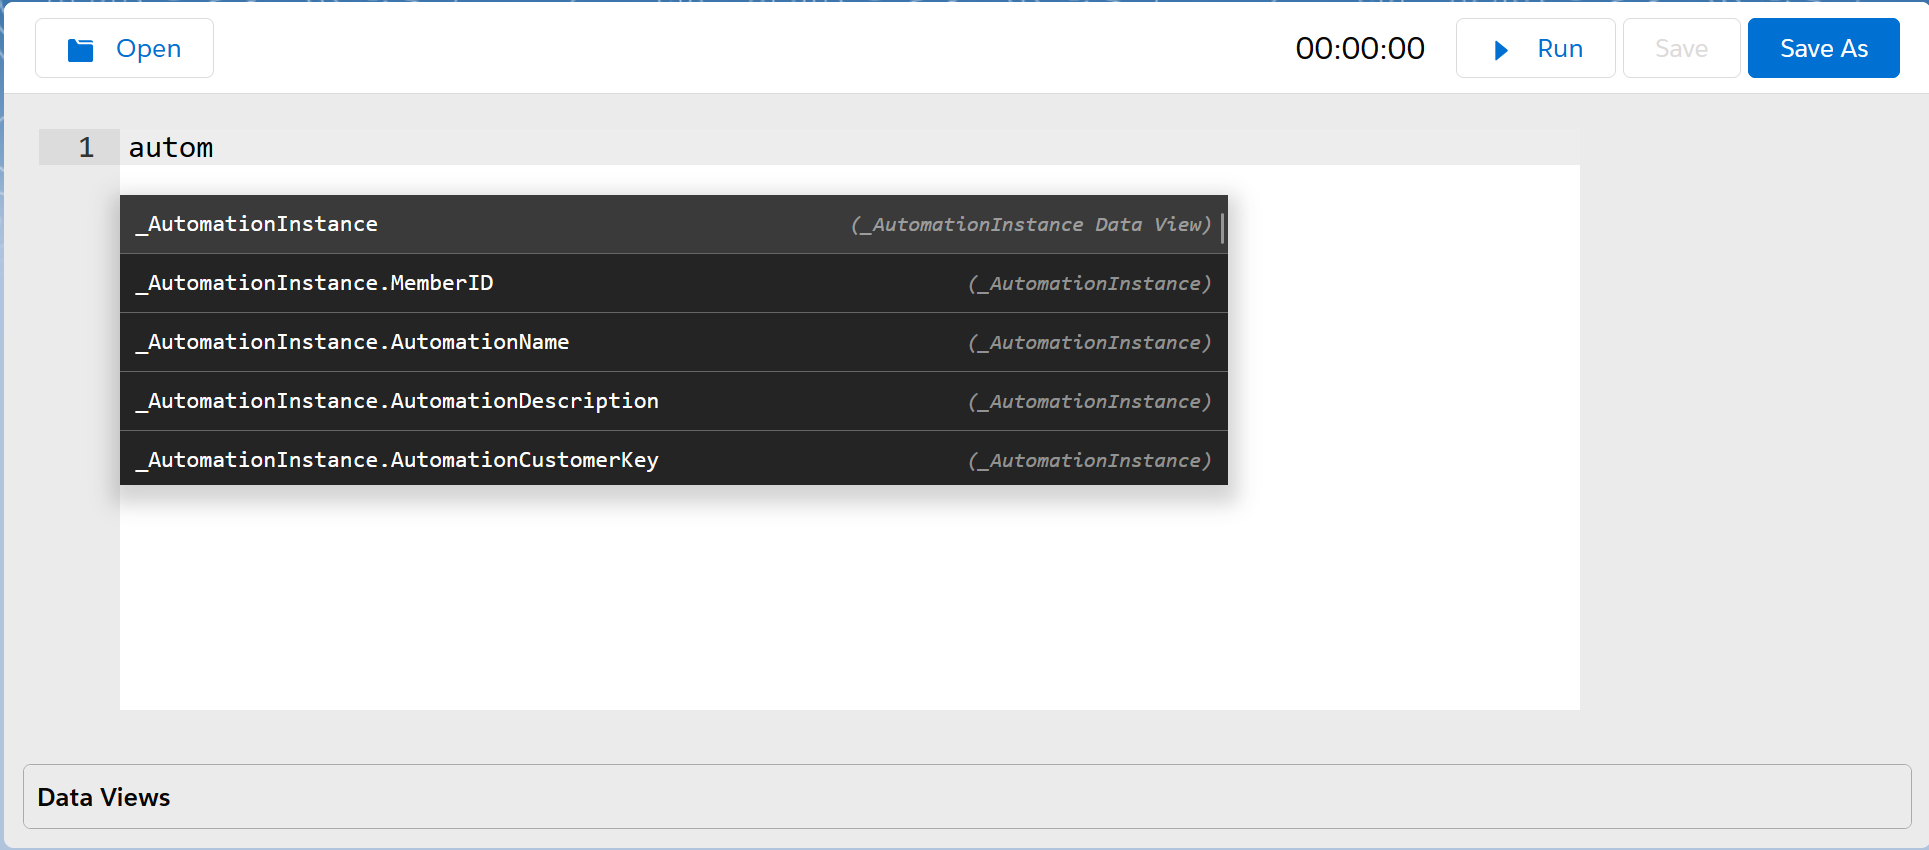 Open 00:00:00 Run Save Save As
1 autom
_AutomationInstance (_AutomationInstance Data View)
_AutomationInstance.MemberID (_AutomationInstance)
_AutomationInstance.AutomationName (_AutomationInstance)
_AutomationInstance.AutomationDescription (_AutomationInstance)
_AutomationInstance.AutomationCustomerKey (_AutomationInstance)
Data Views